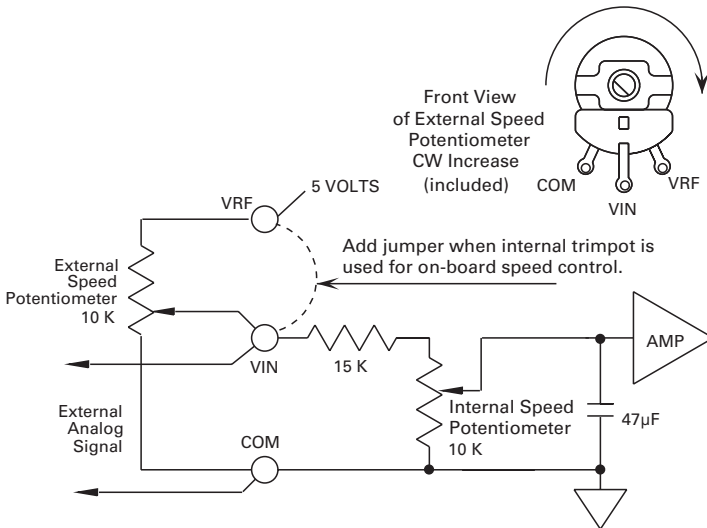 Front View
of External Speed
Potentiometer
CW Increase
(included)
COM
VRF
VIN
VRF
5 VOLTS
Add jumper when internal trimpot is
used for on-board speed control.
External
Speed
Potentiometer
10 K
VIN
15 K
AMP
External
Analog
Signal
COM
Internal Speed
Potentiometer
10 K
47µF